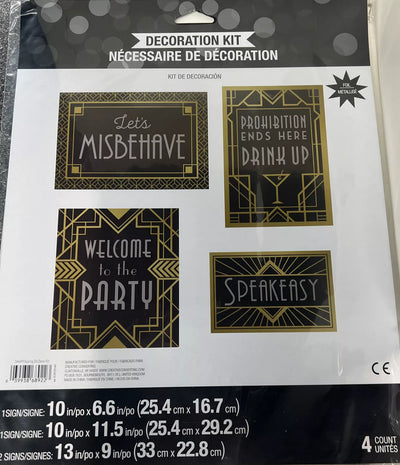 DECORATION KIT
NÉCESSAIRE DE DÉCORATION
KIT DE DECORACIÓN
FOIL
MÉTALLISÉ
Let's
MISBEHAVE
PROHIBITION
ENDS HERE
DRINK UP
WELCOME
to the
PARTY
SPEAKEASY
CREATIVE CONVERTING
CE
1 SIGN/SIGNE: 10 in/po x 6.6 in/po (25.4 cm x 16.7 cm)
1 SIGN/SIGNE: 10 in/po x 11.5 in/po (25.4 cm x 29.2 cm)
2 SIGNS/SIGNES: 13 in/po x 9 in/po (33 cm x 22.8 cm)
4 COUNT
UNITÉS